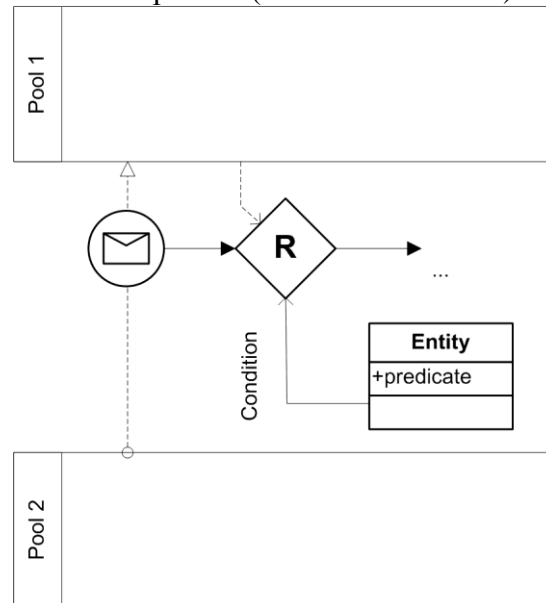 Pool 1
R
...
Entity
+predicate
Condition
Pool 2